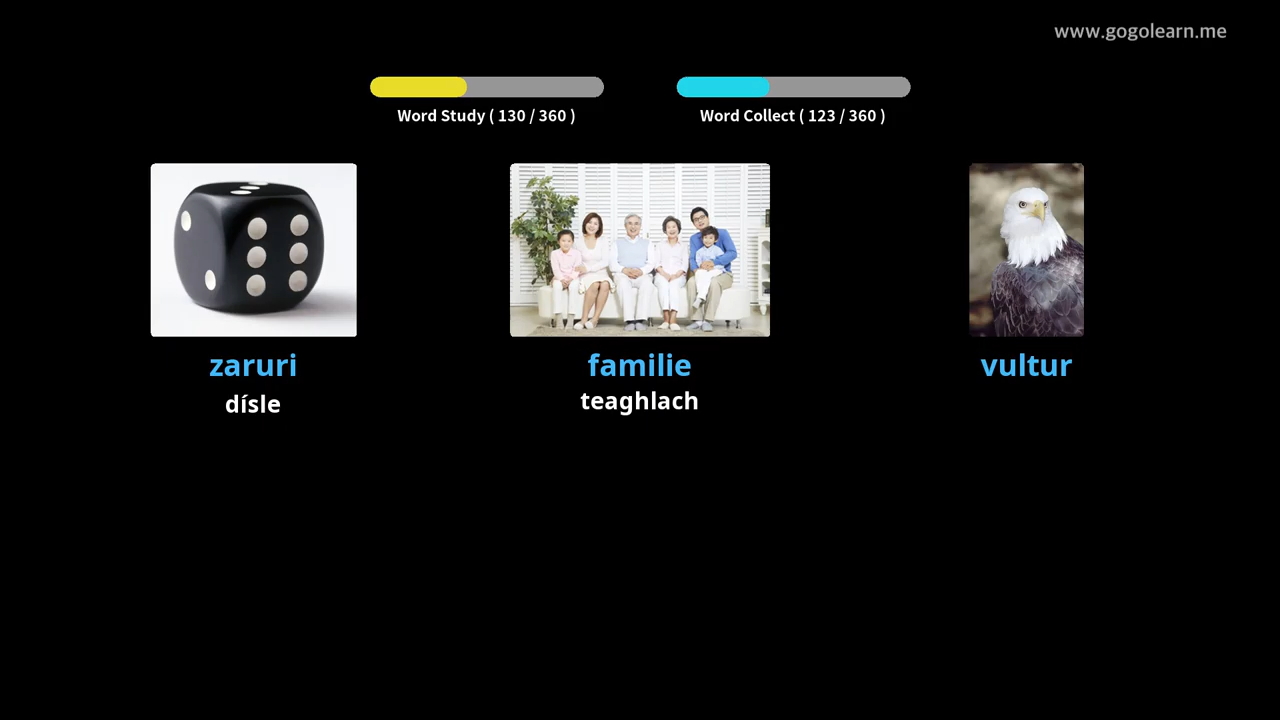 www.gogolearn.me
Word Study ( 130 / 360 )
Word Collect ( 123 / 360 )
zaruri
familie
vultur
dísle
teaghlach